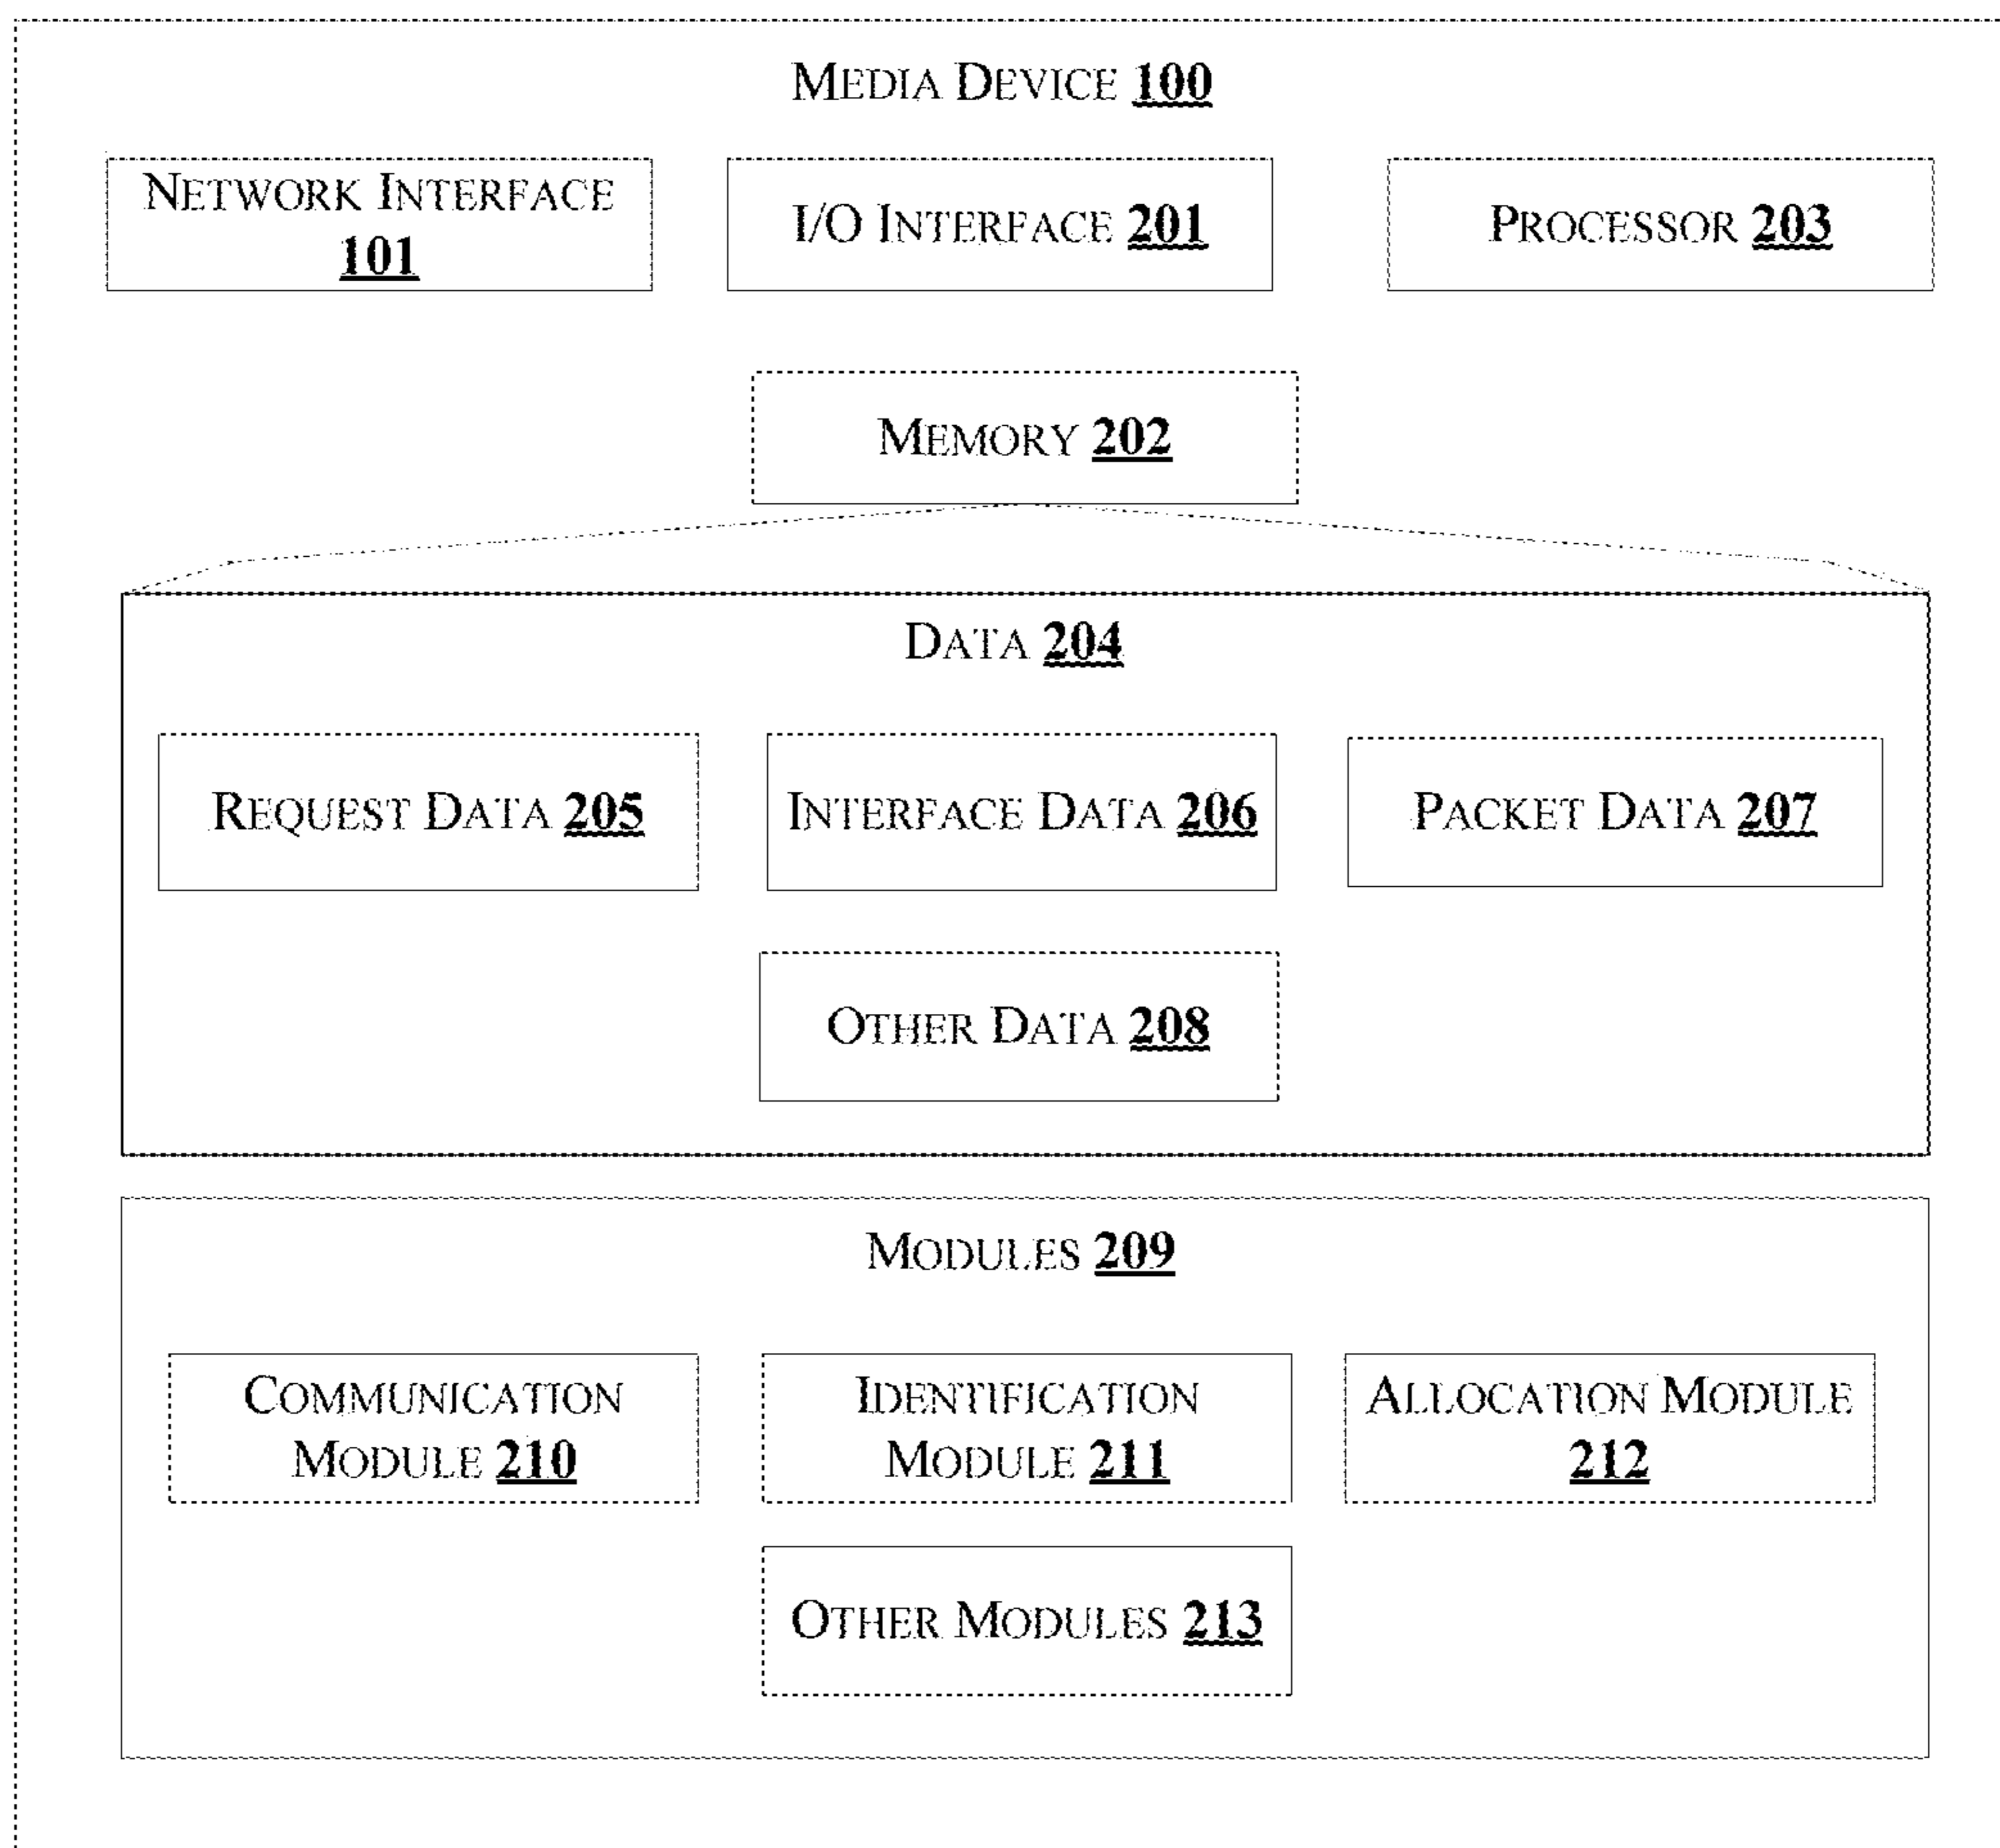 MEDIA DEVICE 100
NETWORK INTERFACE
101
I/O INTERFACE 201
PROCESSOR 203
MEMORY 202
DATA 204
REQUEST DATA 205
INTERFACE DATA 206
PACKET DATA 207
OTHER DATA 208
MODULES 209
COMMUNICATION
MODULE 210
IDENTIFICATION
MODULE 211
ALLOCATION MODULE
212
OTHER MODULES 213